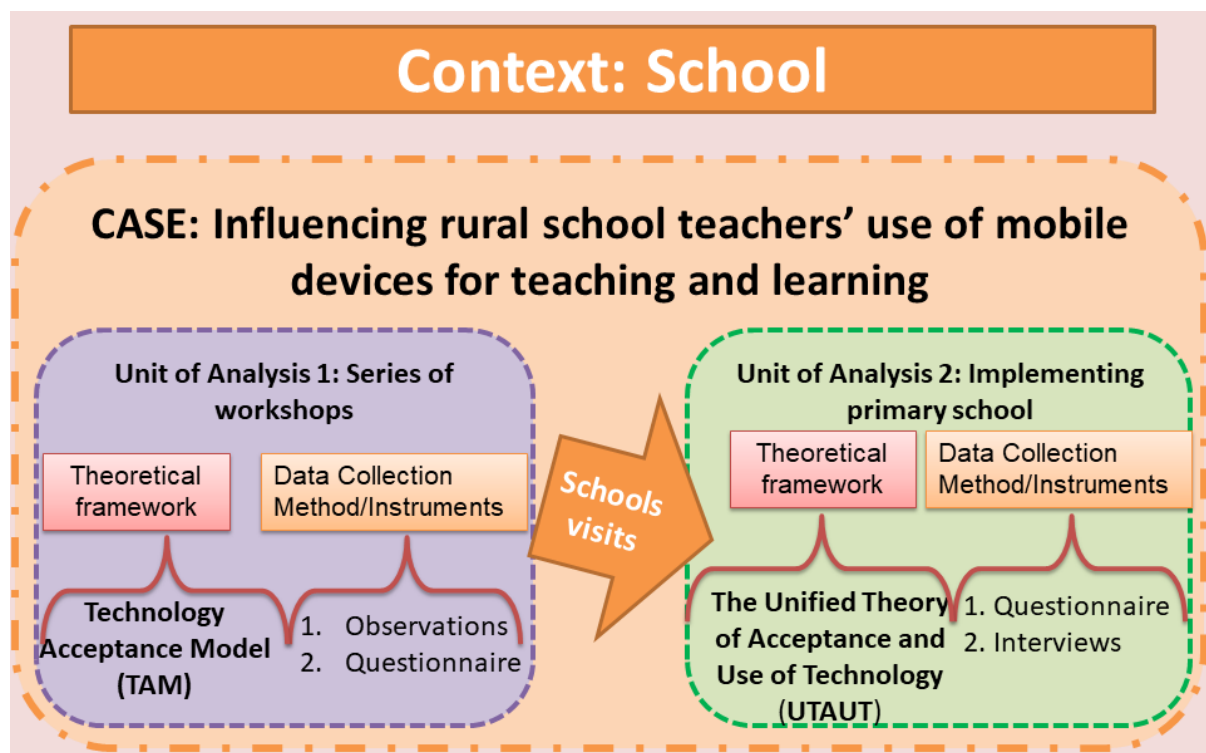 Context: School
CASE: Influencing rural school teachers’ use of mobile
devices for teaching and learning
Unit of Analysis 1: Series of
workshops
Theoretical
framework
Data Collection
Method/Instruments
Technology
Acceptance Model
(TAM)
1. Observations
2. Questionnaire
Schools
visits
Unit of Analysis 2: Implementing
primary school
Theoretical
framework
Data Collection
Method/Instruments
The Unified Theory
of Acceptance and
Use of Technology
(UTAUT)
1. Questionnaire
2. Interviews